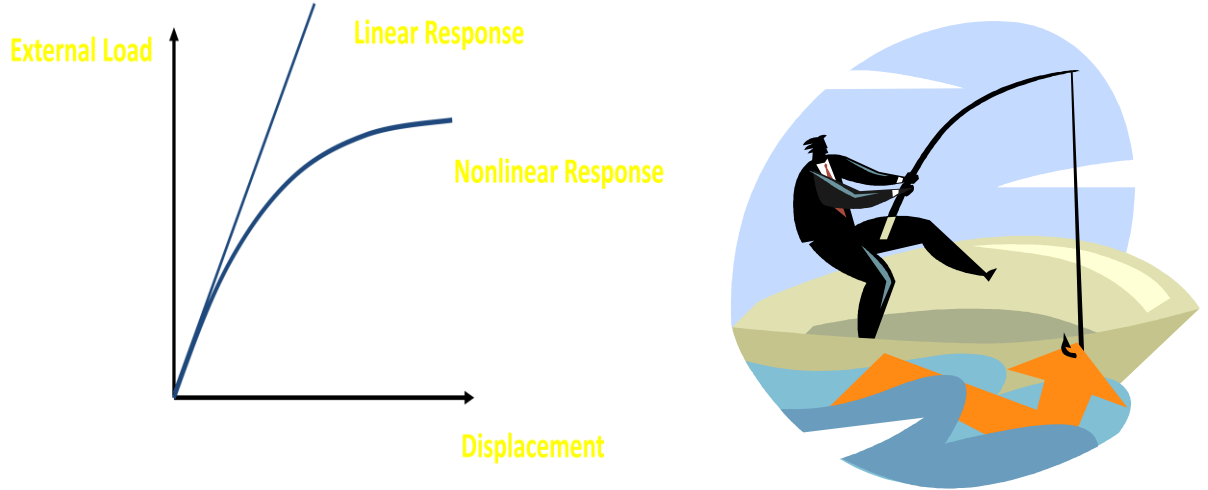 Linear Response
External Load
Nonlinear Response
Displacement